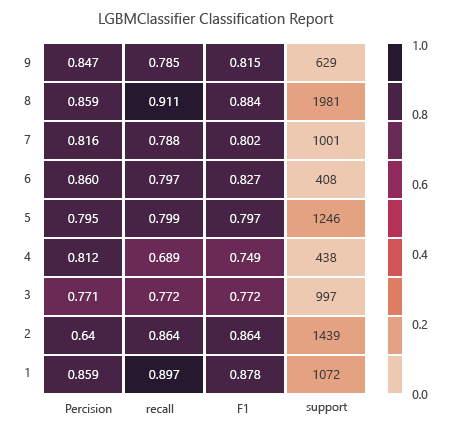 LGBMClassifier Classification Report
9 0.847 0.785 0.815 629
8 0.859 0.911 0.884 1981
7 0.816 0.788 0.802 1001
6 0.860 0.797 0.827 408
5 0.795 0.799 0.797 1246
4 0.812 0.689 0.749 438
3 0.771 0.772 0.772 997
2 0.64 0.864 0.864 1439
1 0.859 0.897 0.878 1072
Percision recall F1 support
1.0
0.8
0.6
0.4
0.2
0.0